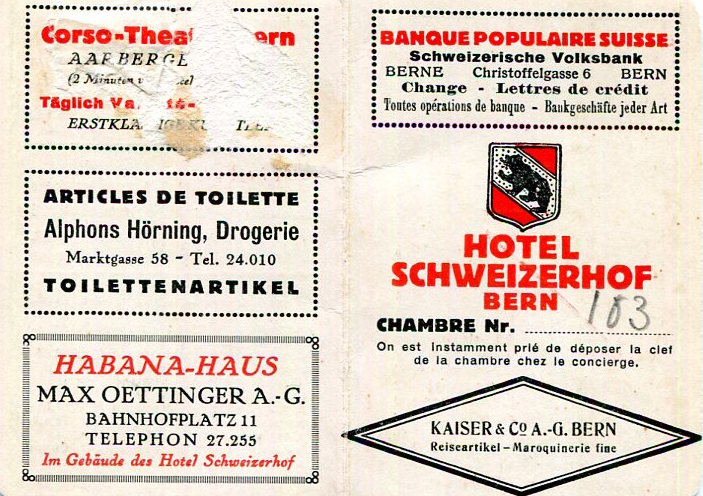 Corso-Thea ern
AARBERGE
(2 Minuten
Täglich Va
ERSTKLA
ARTICLES DE TOILETTE
Alphons Hörning, Drogerie
Marktgasse 58 - Tel. 24.010
TOILETTENARTIKEL
HABANA-HAUS
MAX OETTINGER A.-G.
BAHNHOFPLATZ 11
TELEPHON 27.255
Im Gebäude des Hotel Schweizerhof
BANQUE POPULAIRE SUISSE
Schweizerische Volksbank
BERNE Christoffelgasse 6 BERN
Change - Lettres de crédit
Toutes opérations de banque - Bankgeschäfte jeder Art
HOTEL
SCHWEIZERHOF
BERN
CHAMBRE Nr. 103
On est instamment prié de déposer la clef
de la chambre chez le concierge.
KAISER & Co A.-G. BERN
Reiseartikel - Maroquinerie fine